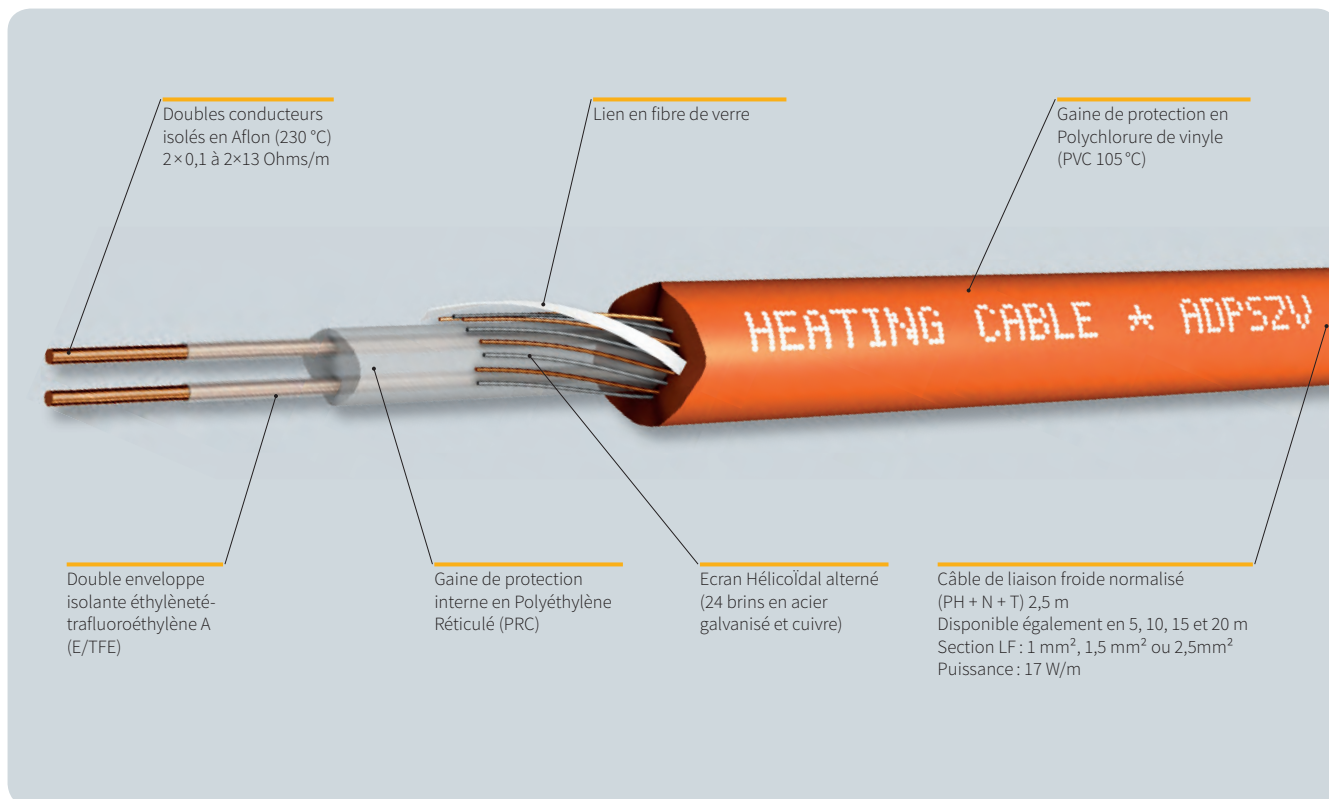 Doubles conducteurs
isolés en Aflon (230 °C)
2 × 0,1 à 2×13 Ohms/m
Lien en fibre de verre
Gaine de protection en
Polychlorure de vinyle
(PVC 105 °C)
HEATING CABLE * ADPSZV
Double enveloppe
isolante éthylèneté-
trafluoroéthylène A
(E/TFE)
Gaine de protection
interne en Polyéthylène
Réticulé (PRC)
Ecran HélicoÏdal alterné
(24 brins en acier
galvanisé et cuivre)
Câble de liaison froide normalisé
(PH + N + T) 2,5 m
Disponible également en 5, 10, 15 et 20 m
Section LF : 1 mm², 1,5 mm² ou 2,5mm²
Puissance : 17 W/m